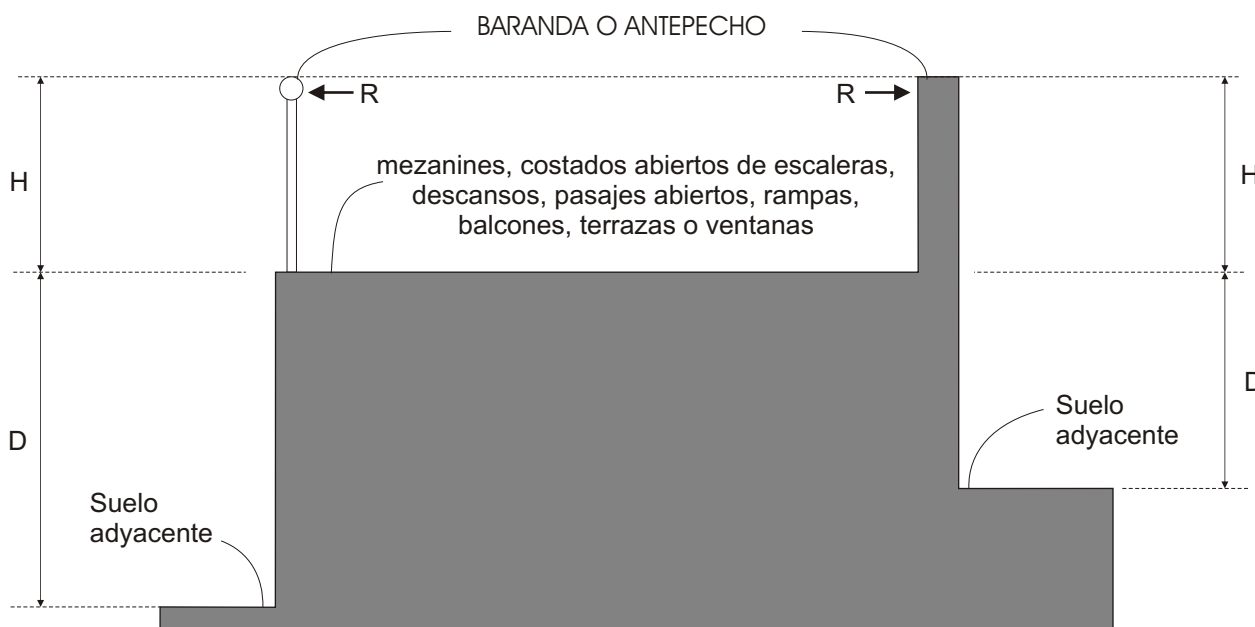 BARANDA O ANTEPECHO
R
R
H
H
mezanines, costados abiertos de escaleras,
descansos, pasajes abiertos, rampas,
balcones, terrazas o ventanas
D
D
Suelo
adyacente
Suelo
adyacente